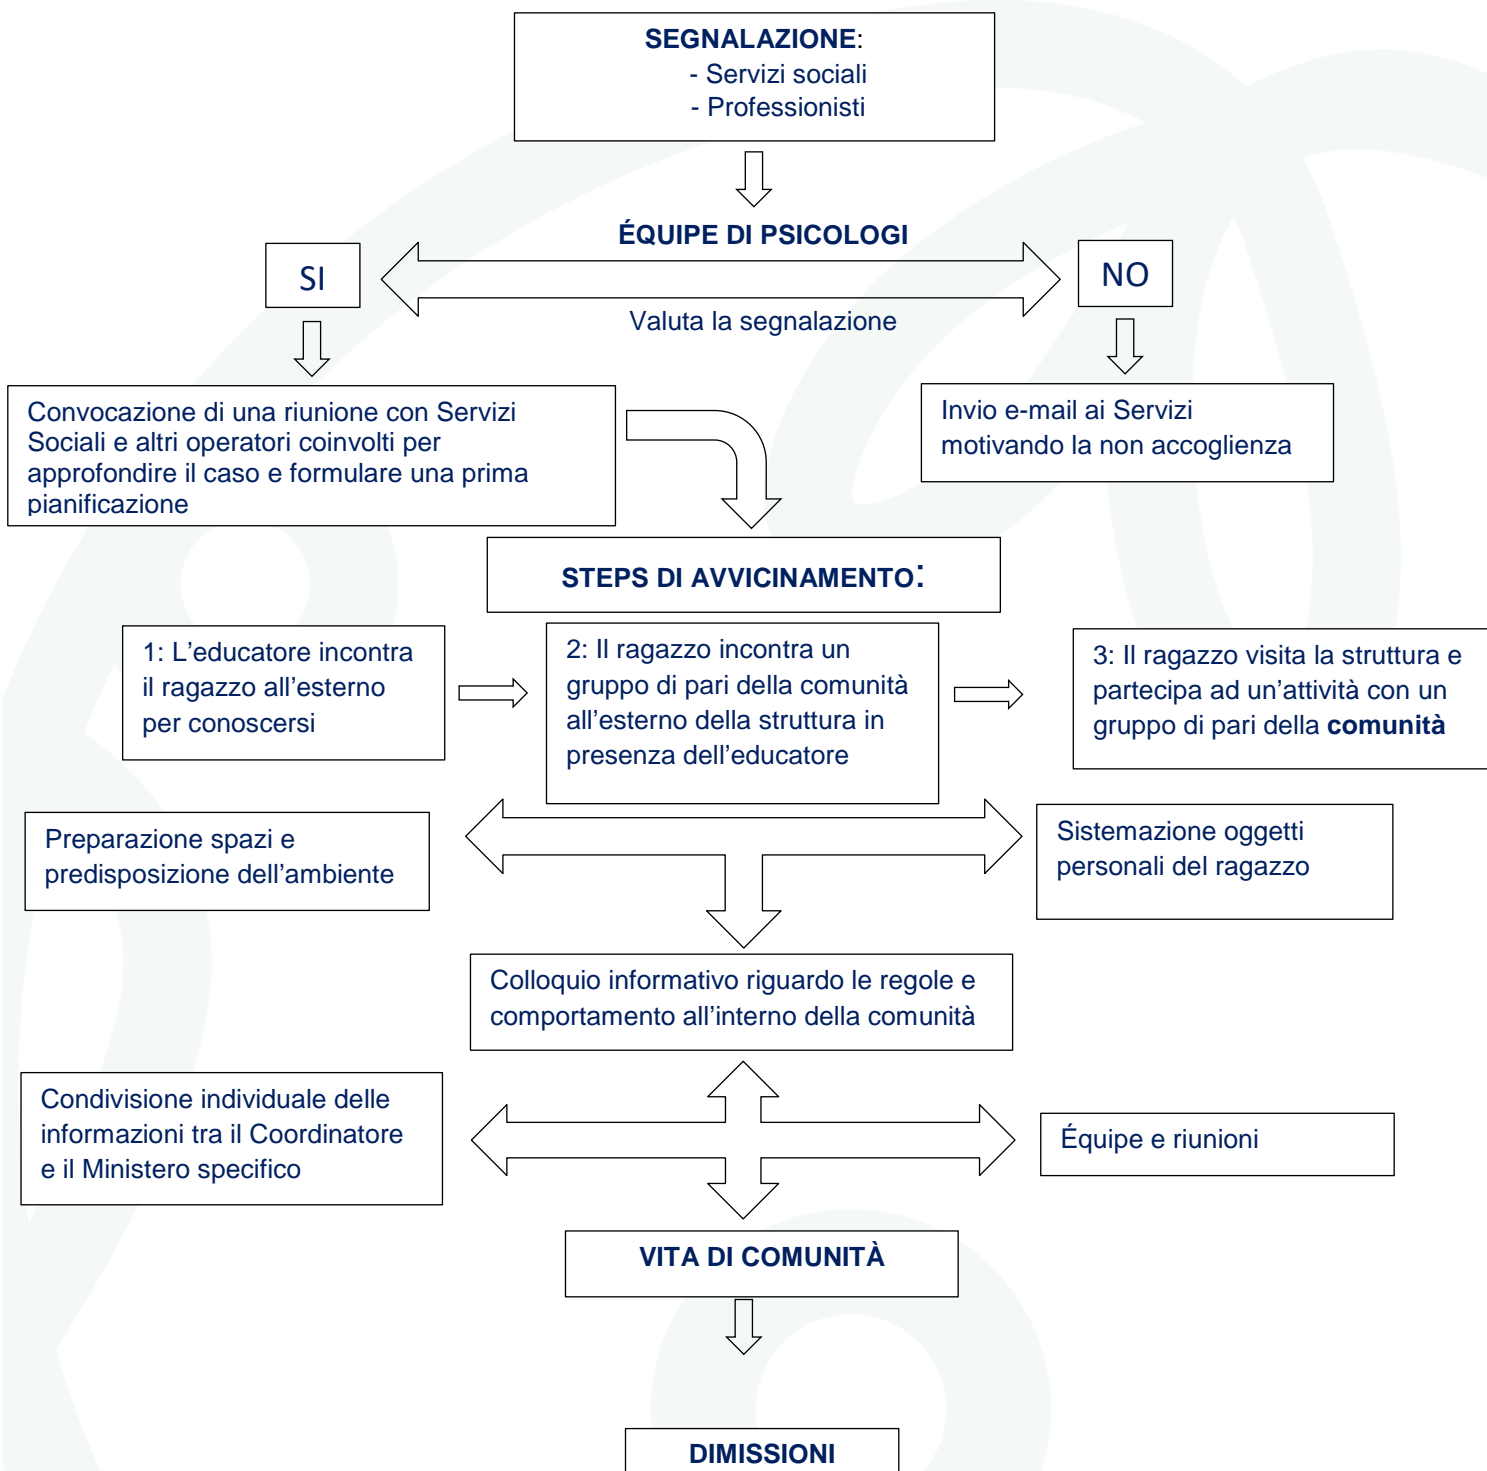 SEGNALAZIONE:
- Servizi sociali
- Professionisti
ÉQUIPE DI PSICOLOGI
SI
NO
Valuta la segnalazione
Convocazione di una riunione con Servizi
Sociali e altri operatori coinvolti per
approfondire il caso e formulare una prima
pianificazione
Invio e-mail ai Servizi
motivando la non accoglienza
STEPS DI AVVICINAMENTO:
1: L'educatore incontra
il ragazzo all'esterno
per conoscersi
2: Il ragazzo incontra un
gruppo di pari della comunità
all'esterno della struttura in
presenza dell'educatore
3: Il ragazzo visita la struttura e
partecipa ad un'attività con un
gruppo di pari della comunità
Preparazione spazi e
predisposizione dell'ambiente
Sistemazione oggetti
personali del ragazzo
Colloquio informativo riguardo le regole e
comportamento all'interno della comunità
Condivisione individuale delle
informazioni tra il Coordinatore
e il Ministero specifico
Équipe e riunioni
VITA DI COMUNITÀ
DIMISSIONI